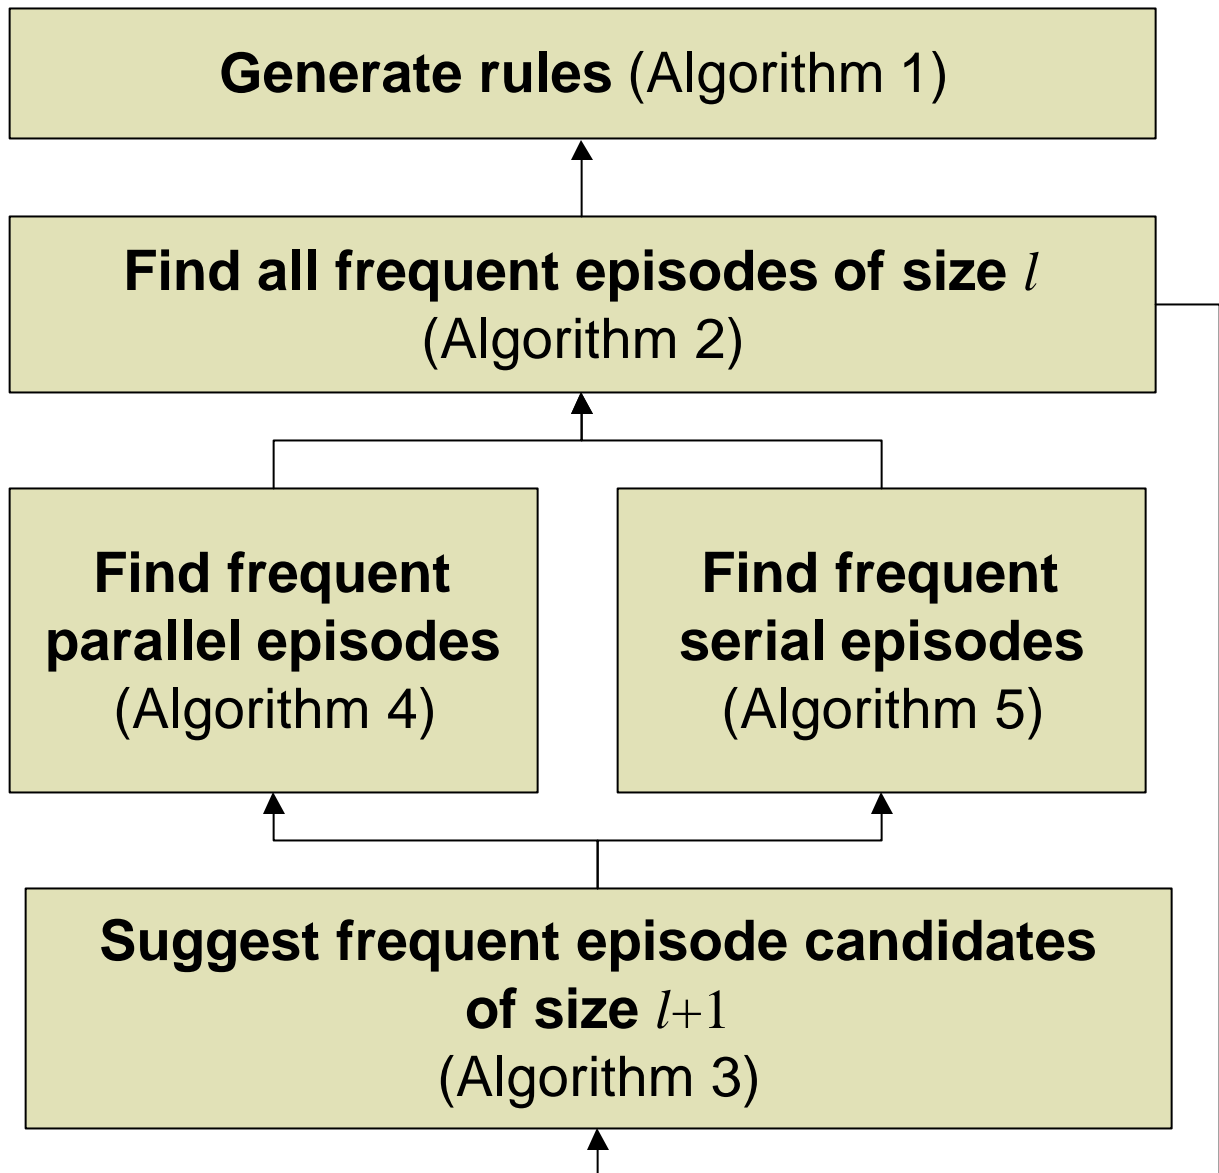 Generate rules (Algorithm 1)
Find all frequent episodes of size l
(Algorithm 2)
Find frequent
parallel episodes
(Algorithm 4)
Find frequent
serial episodes
(Algorithm 5)
Suggest frequent episode candidates
of size l+1
(Algorithm 3)